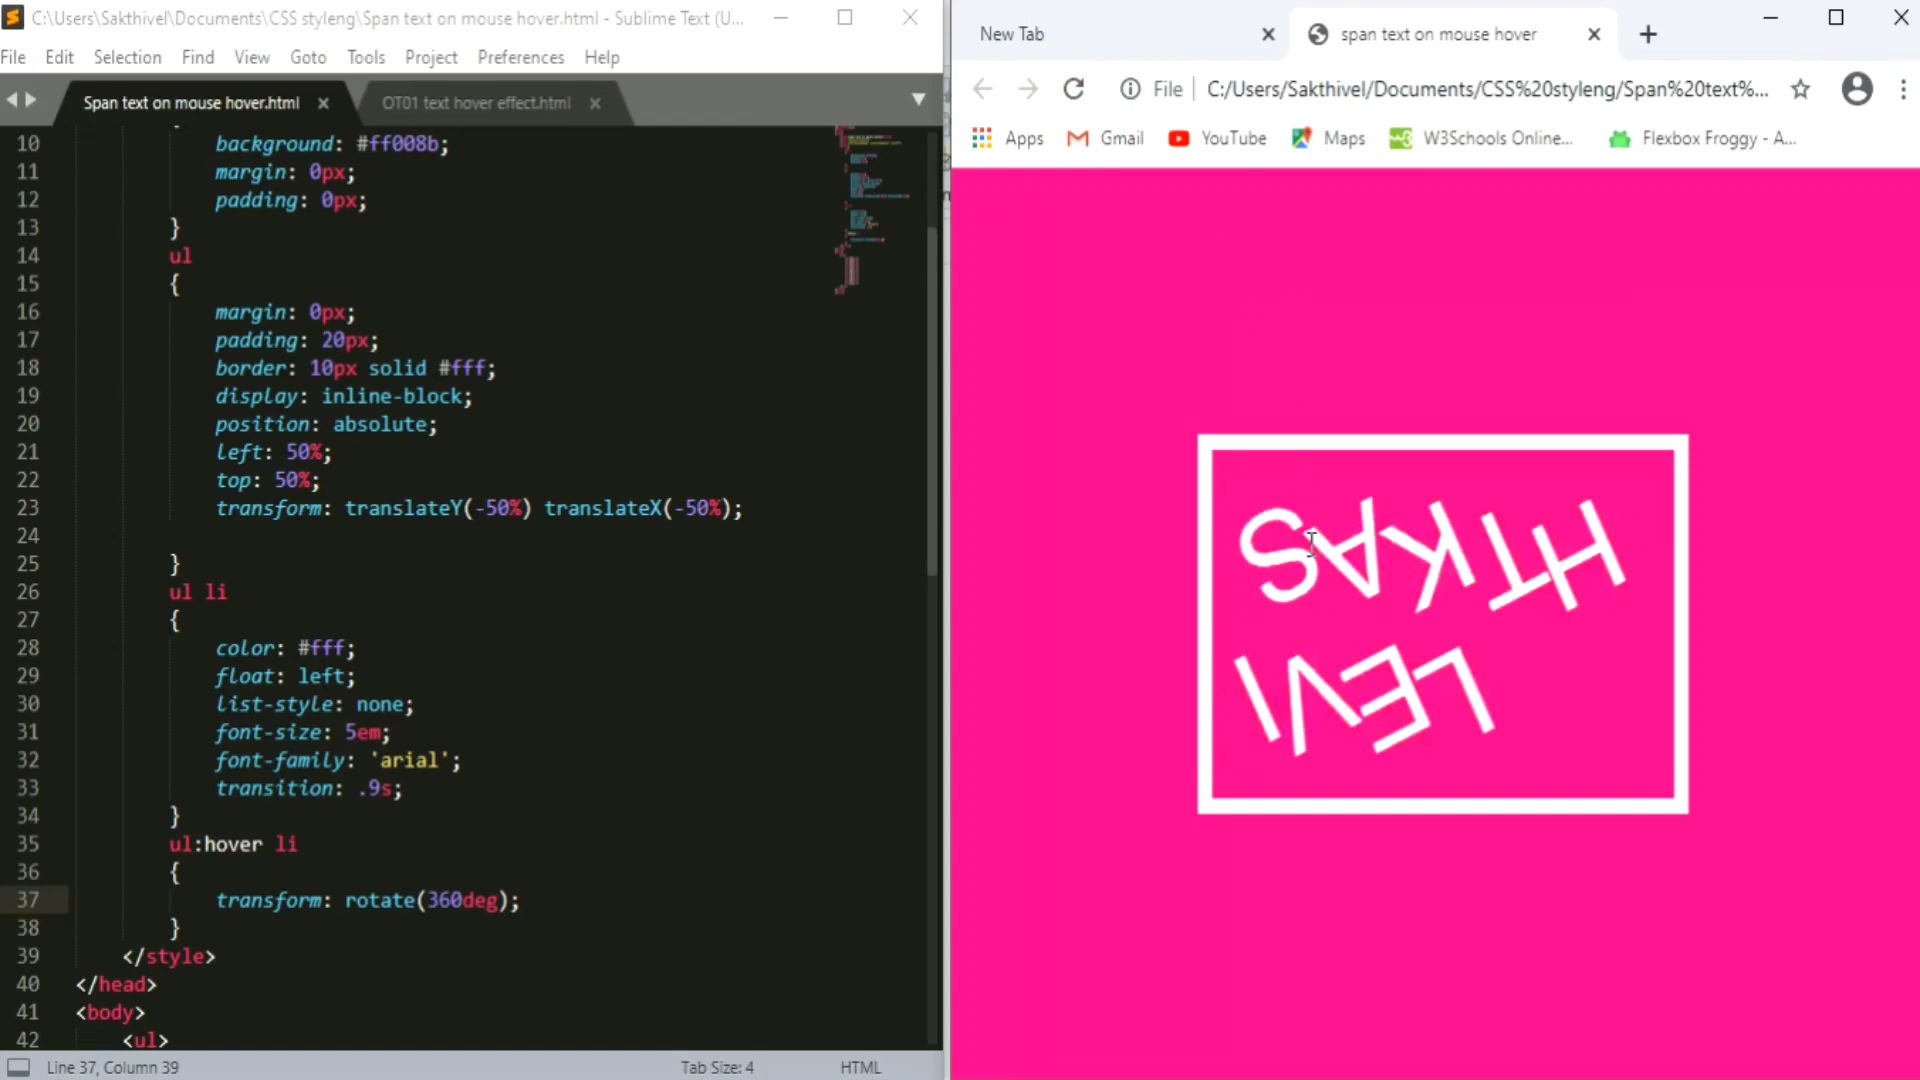 C:\Users\Sakthivel\Documents\CSS styleng\Span text on mouse hover.html - Sublime Text (U...
File Edit Selection Find View Goto Tools Project Preferences Help
Span text on mouse hover.html
OT01 text hover effect.html
10 background: #ff008b;
11 margin: 0px;
12 padding: 0px;
13 }
14 ul
15 {
16 margin: 0px;
17 padding: 20px;
18 border: 10px solid #fff;
19 display: inline-block;
20 position: absolute;
21 left: 50%;
22 top: 50%;
23 transform: translateY(-50%) translateX(-50%);
24
25 }
26 ul li
27 {
28 color: #fff;
29 float: left;
30 list-style: none;
31 font-size: 5em;
32 font-family: 'arial';
33 transition: .9s;
34 }
35 ul:hover li
36 {
37 transform: rotate(360deg);
38 }
39 </style>
40 </head>
41 <body>
42 <ul>
Line 37, Column 39
Tab Size: 4
HTML
New Tab
span text on mouse hover
File
C:/Users/Sakthivel/Documents/CSS%20styleng/Span%20text%...
Apps
Gmail
YouTube
Maps
W3Schools Online...
Flexbox Froggy - A...
SAKTH
IVEL